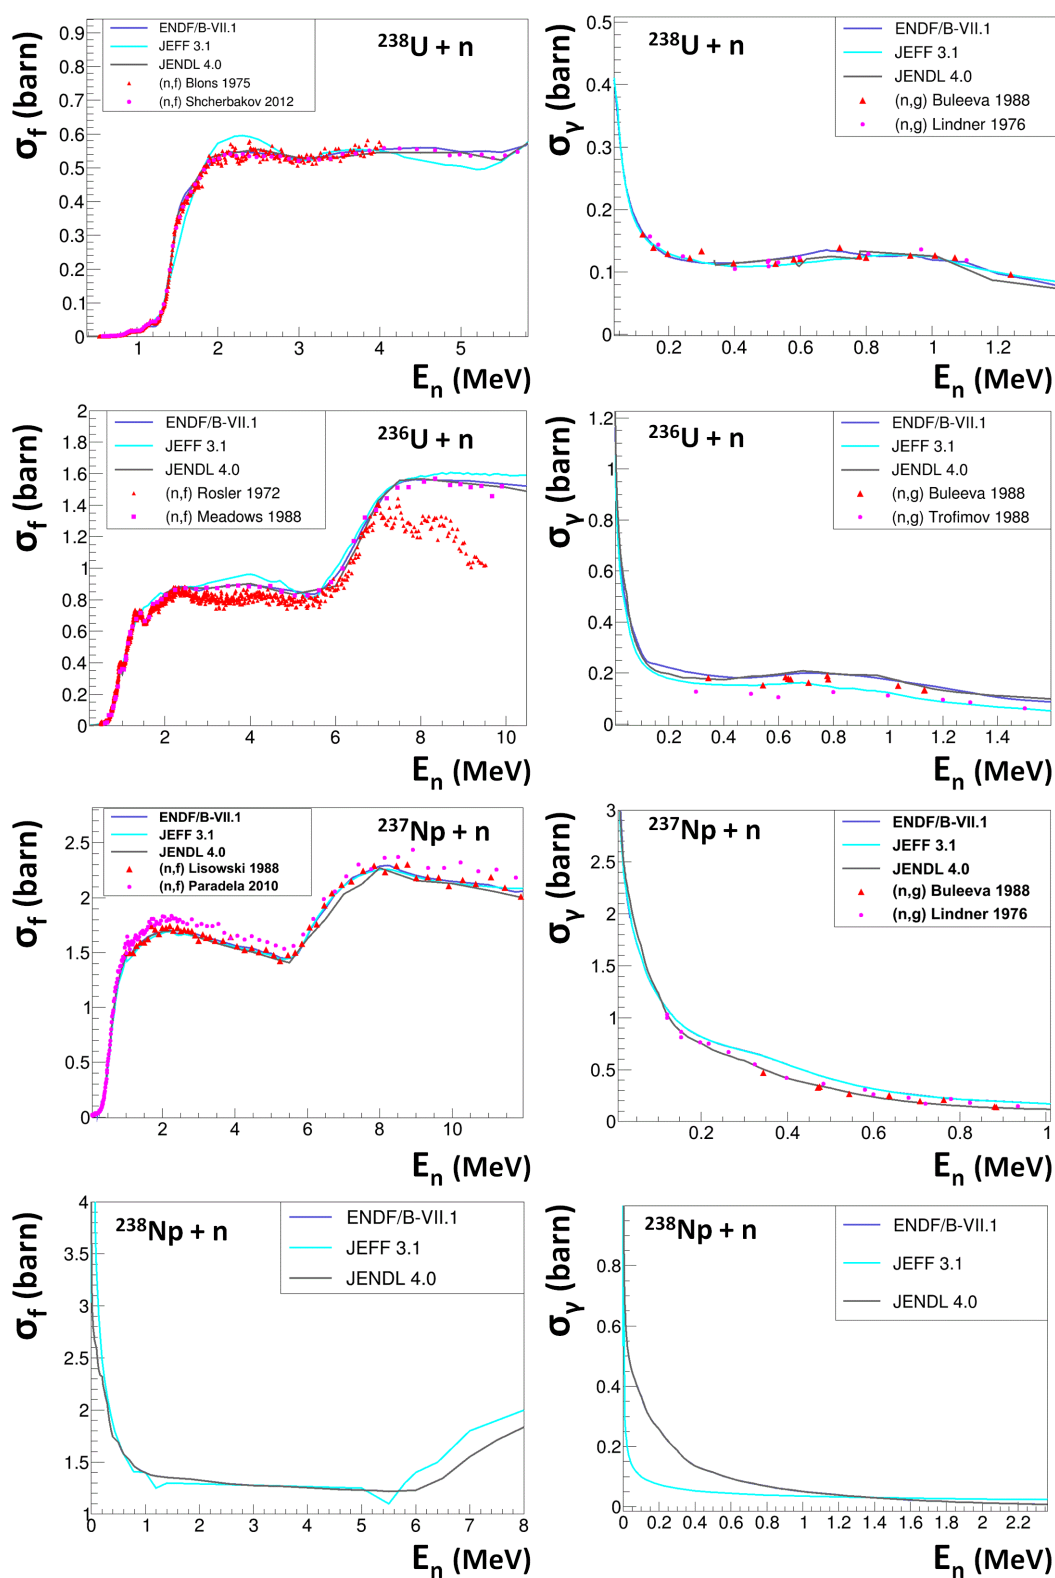 ENDF/B-VII.1
JEFF 3.1
JENDL 4.0
(n,f) Blons 1975
(n,f) Shcherbakov 2012
²³⁸U + n
σf (barn)
0.9
0.8
0.7
0.6
0.5
0.4
0.3
0.2
0.1
0
1 2 3 4 5
En (MeV)
ENDF/B-VII.1
JEFF 3.1
JENDL 4.0
(n,g) Buleeva 1988
(n,g) Lindner 1976
²³⁸U + n
σγ (barn)
0.5
0.4
0.3
0.2
0.1
0
0.2 0.4 0.6 0.8 1 1.2
En (MeV)
ENDF/B-VII.1
JEFF 3.1
JENDL 4.0
(n,f) Rosler 1972
(n,f) Meadows 1988
²³⁶U + n
σf (barn)
2
1.8
1.6
1.4
1.2
1
0.8
0.6
0.4
0.2
0
2 4 6 8 10
En (MeV)
ENDF/B-VII.1
JEFF 3.1
JENDL 4.0
(n,g) Buleeva 1988
(n,g) Trofimov 1988
²³⁶U + n
σγ (barn)
1.2
1
0.8
0.6
0.4
0.2
0
0.2 0.4 0.6 0.8 1 1.2 1.4
En (MeV)
ENDF/B-VII.1
JEFF 3.1
JENDL 4.0
(n,f) Lisowski 1988
(n,f) Paradela 2010
²³⁷Np + n
σf (barn)
2.5
2
1.5
1
0.5
0
2 4 6 8 10
En (MeV)
ENDF/B-VII.1
JEFF 3.1
JENDL 4.0
(n,g) Buleeva 1988
(n,g) Lindner 1976
²³⁷Np + n
σγ (barn)
3
2.5
2
1.5
1
0.5
0
0.2 0.4 0.6 0.8 1
En (MeV)
ENDF/B-VII.1
JEFF 3.1
JENDL 4.0
²³⁸Np + n
σf (barn)
4
3.5
3
2.5
2
1.5
1
0 1 2 3 4 5 6 7 8
En (MeV)
ENDF/B-VII.1
JEFF 3.1
JENDL 4.0
²³⁸Np + n
σγ (barn)
0.8
0.6
0.4
0.2
0
0 0.2 0.4 0.6 0.8 1 1.2 1.4 1.6 1.8 2 2.2
En (MeV)